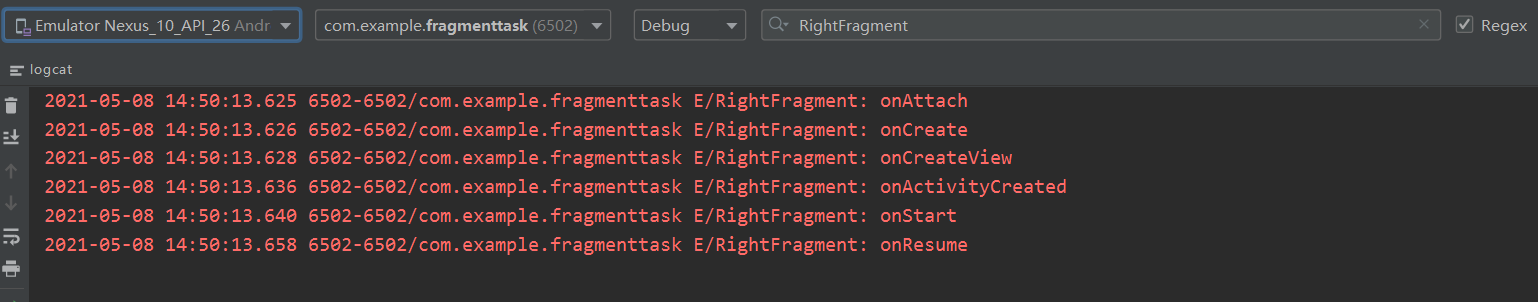 Emulator Nexus_10_API_26 Andr com.example.fragmenttask (6502) Debug RightFragment Regex
logcat
2021-05-08 14:50:13.625 6502-6502/com.example.fragmenttask E/RightFragment: onAttach
2021-05-08 14:50:13.626 6502-6502/com.example.fragmenttask E/RightFragment: onCreate
2021-05-08 14:50:13.628 6502-6502/com.example.fragmenttask E/RightFragment: onCreateView
2021-05-08 14:50:13.636 6502-6502/com.example.fragmenttask E/RightFragment: onActivityCreated
2021-05-08 14:50:13.640 6502-6502/com.example.fragmenttask E/RightFragment: onStart
2021-05-08 14:50:13.658 6502-6502/com.example.fragmenttask E/RightFragment: onResume